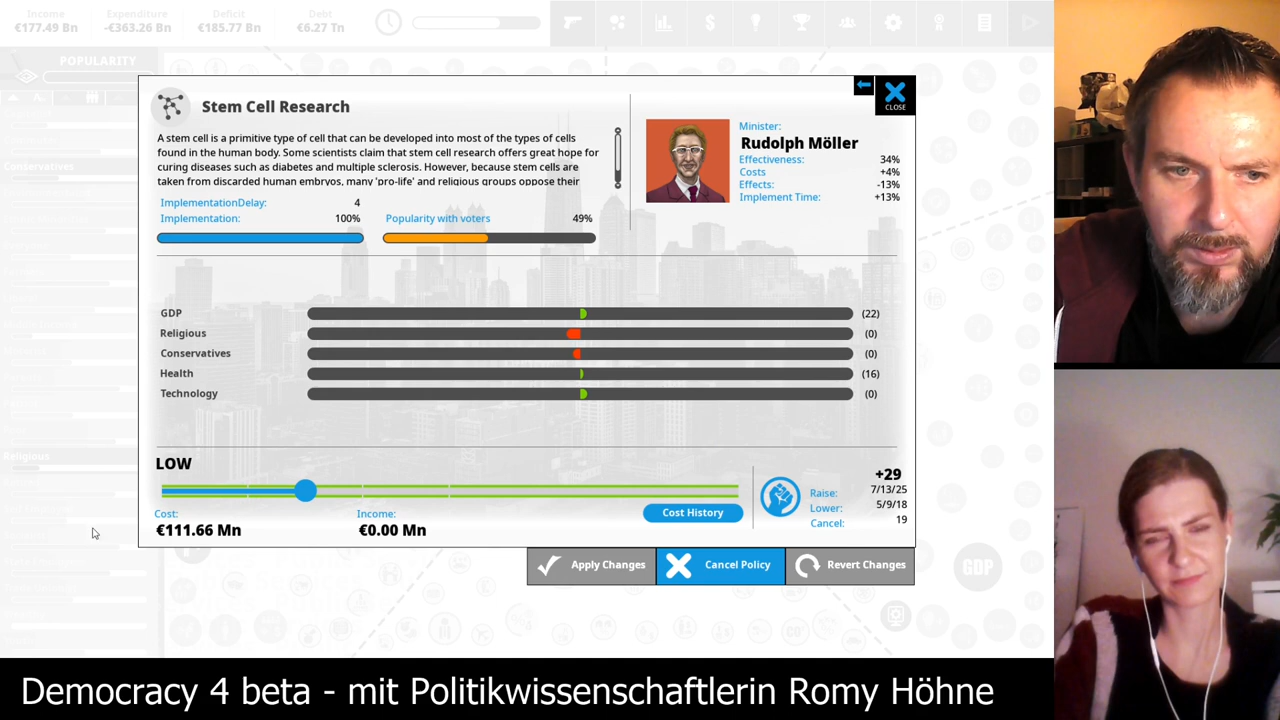 Income
€177.49 Bn
Expenditure
-€363.26 Bn
Deficit
€185.77 Bn
Debt
€6.27 Tn
POPULARITY
Conservatives
Religious
Stem Cell Research
A stem cell is a primitive type of cell that can be developed into most of the types of cells
found in the human body. Some scientists claim that stem cell research offers great hope for
curing diseases such as diabetes and multiple sclerosis. However, because stem cells are
taken from discarded human embryos, many 'pro-life' and religious groups oppose their
ImplementationDelay: 4
Implementation: 100%
Popularity with voters 49%
CLOSE
Minister:
Rudolph Möller
Effectiveness: 34%
Costs +4%
Effects: -13%
Implement Time: +13%
GDP (22)
Religious (0)
Conservatives (0)
Health (16)
Technology (0)
LOW
Cost:
€111.66 Mn
Income:
€0.00 Mn
Cost History
+29
Raise: 7/13/25
Lower: 5/9/18
Cancel: 19
Apply Changes
Cancel Policy
Revert Changes
GDP
Democracy 4 beta - mit Politikwissenschaftlerin Romy Höhne